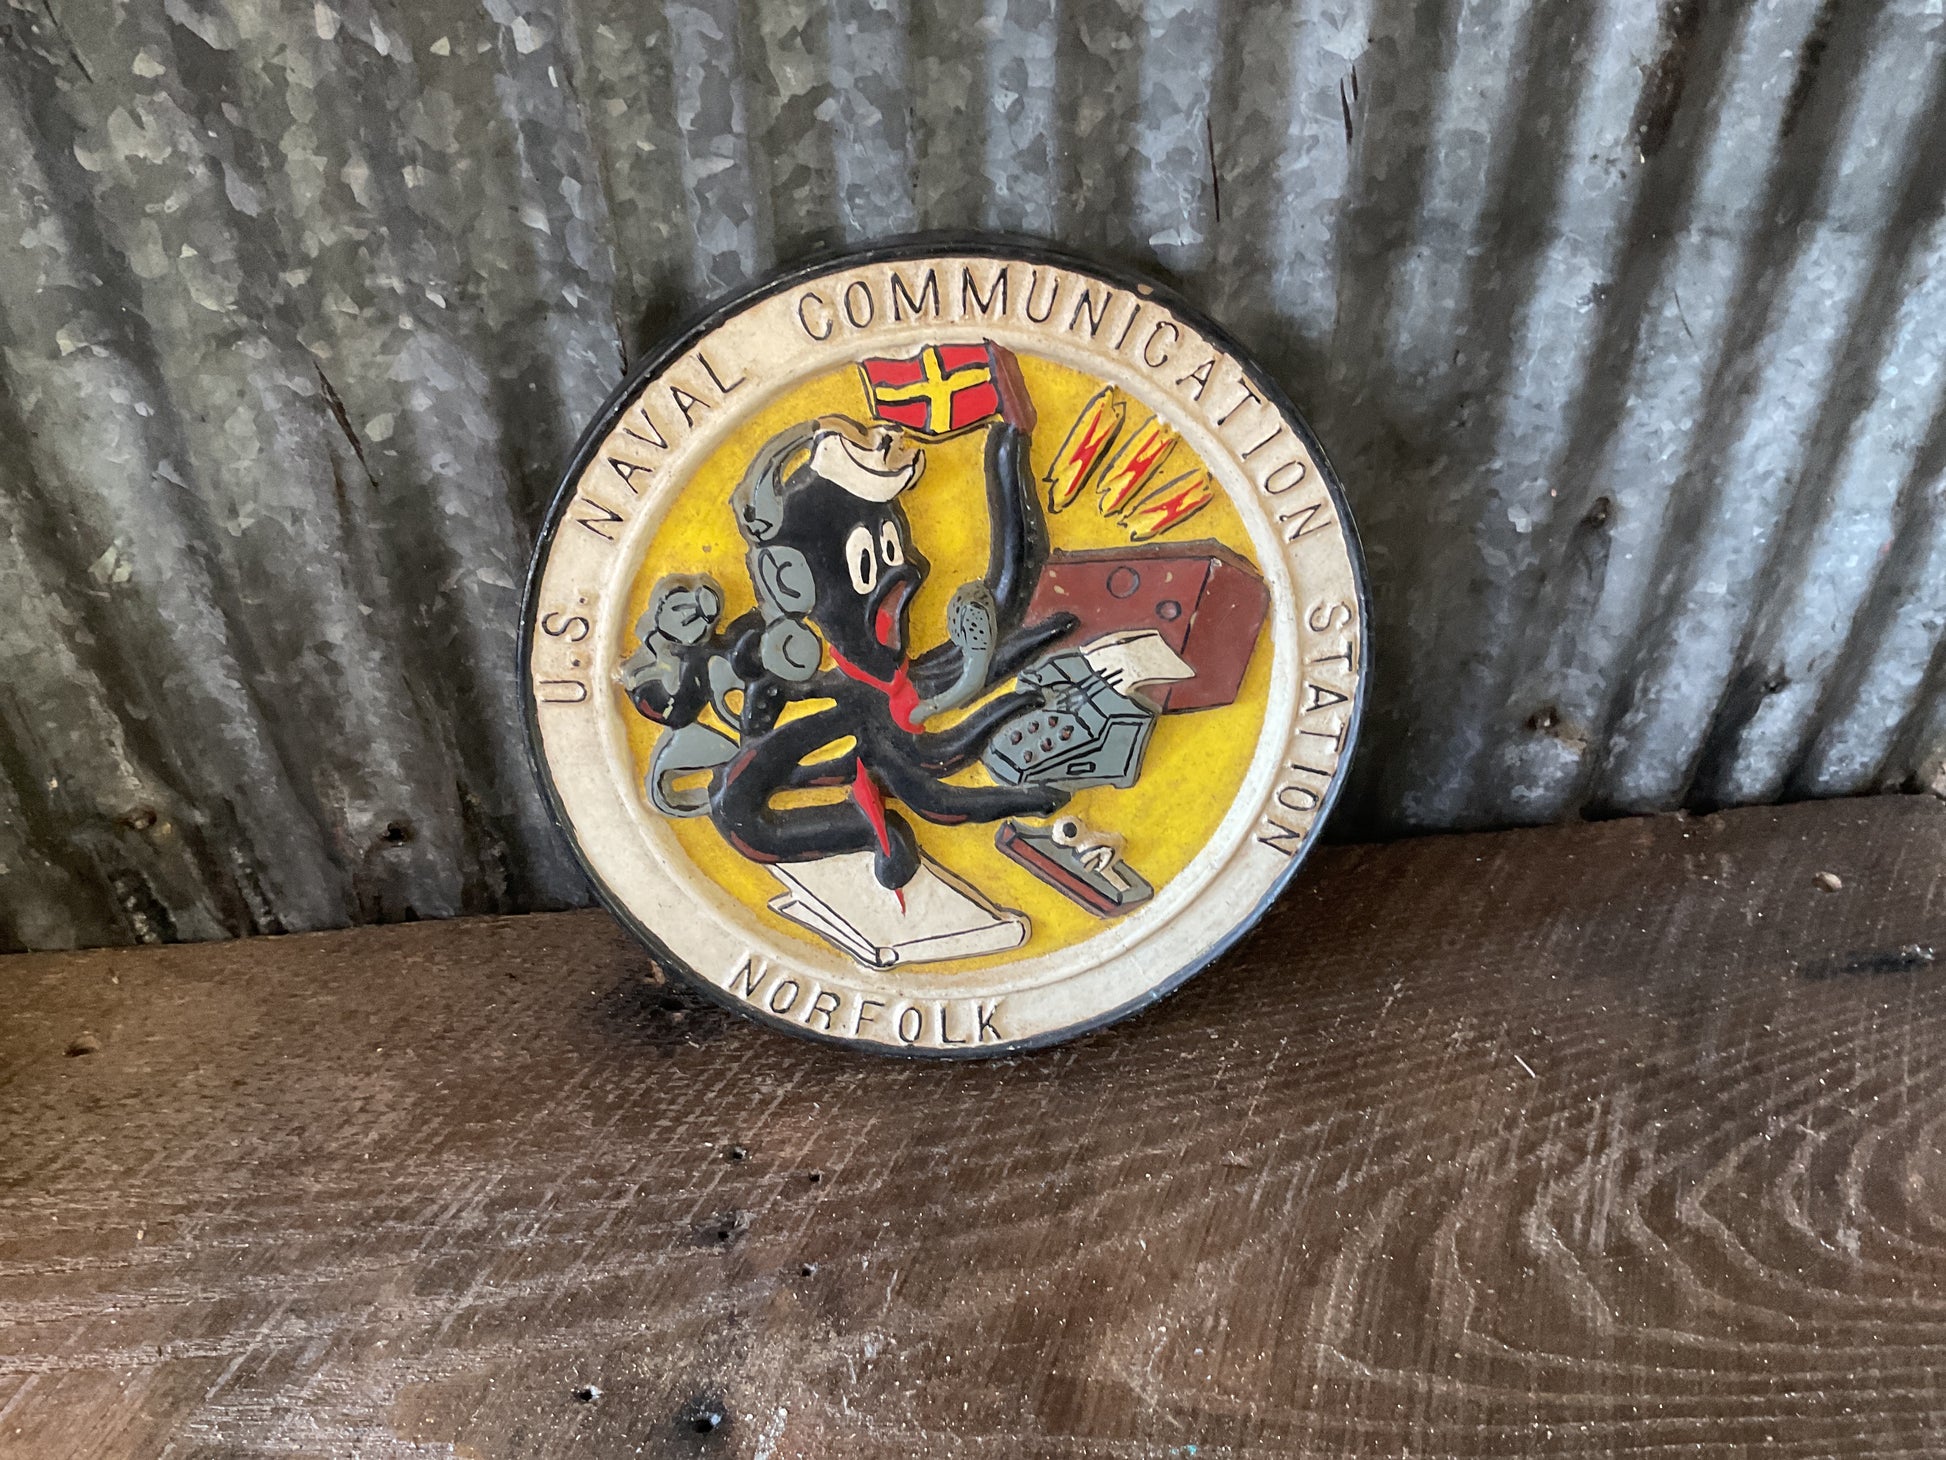 U.S. NAVAL COMMUNICATION STATION
NORFOLK